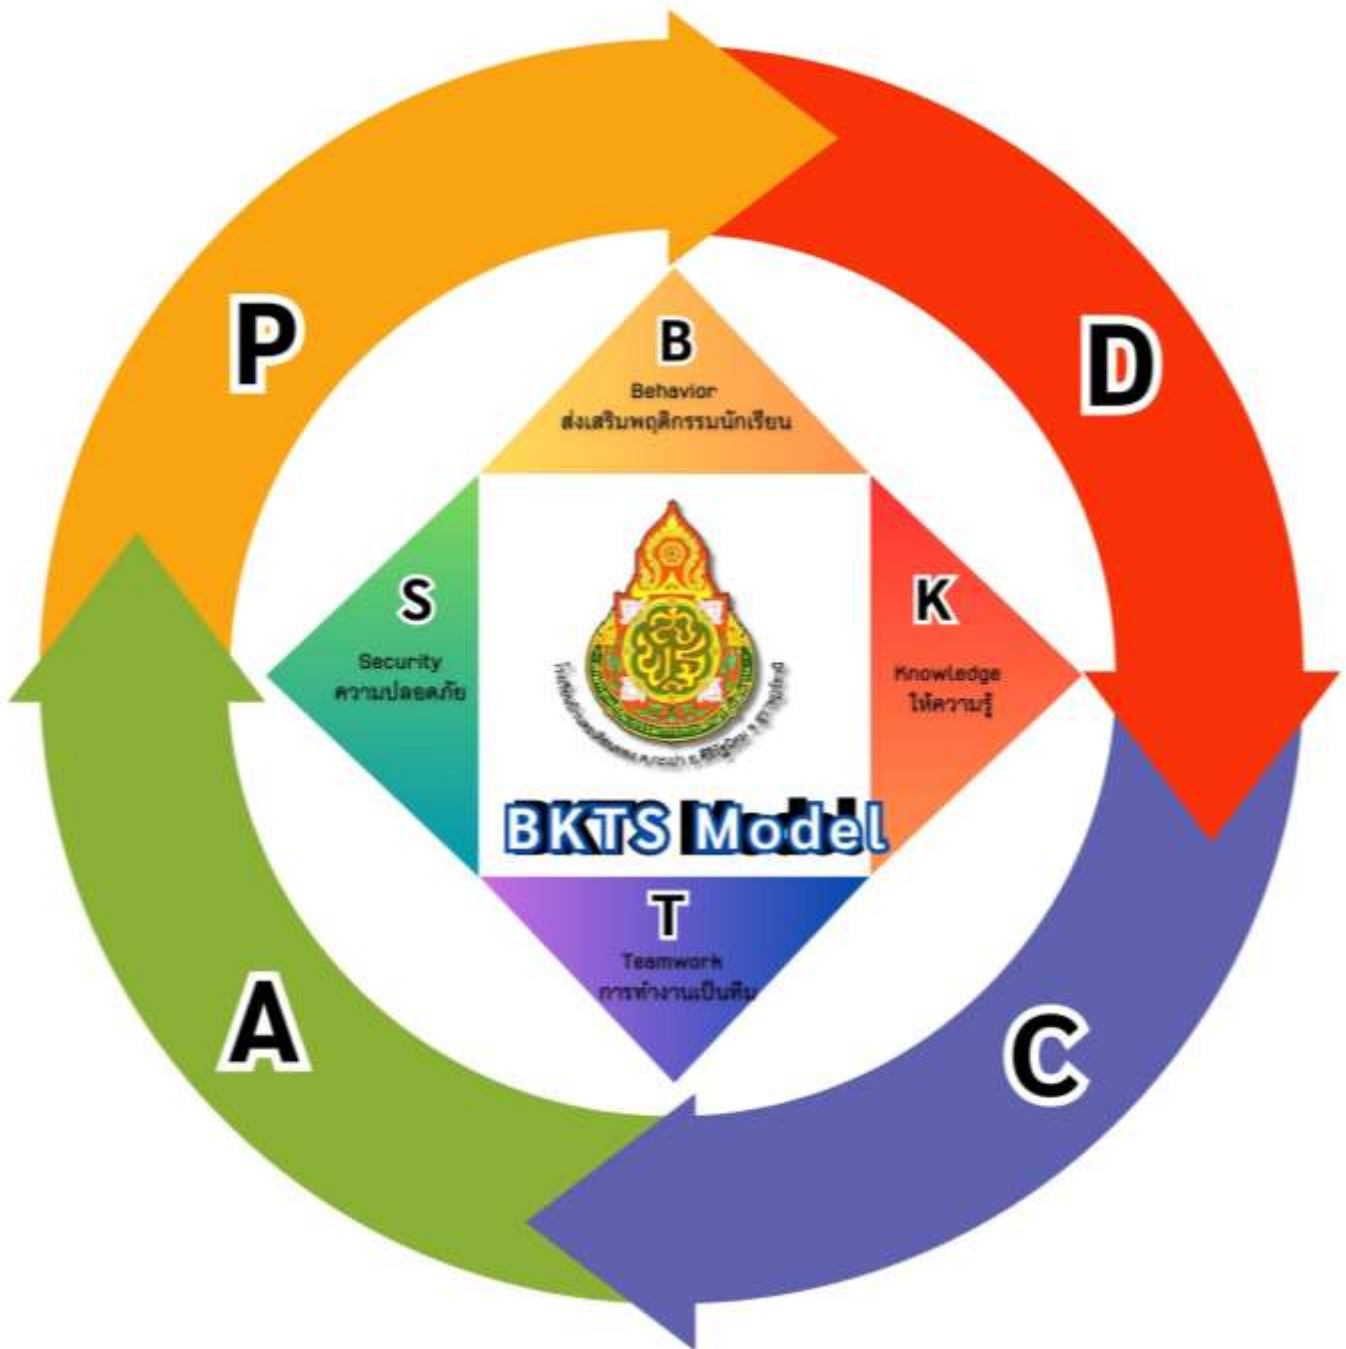 P
D
B
Behavior
ส่งเสริมพฤติกรรมนักเรียน
S
Security
ความปลอดภัย
K
Knowledge
ให้ความรู้
BKTS Model
T
Teamwork
การทำงานเป็นทีม
A
C